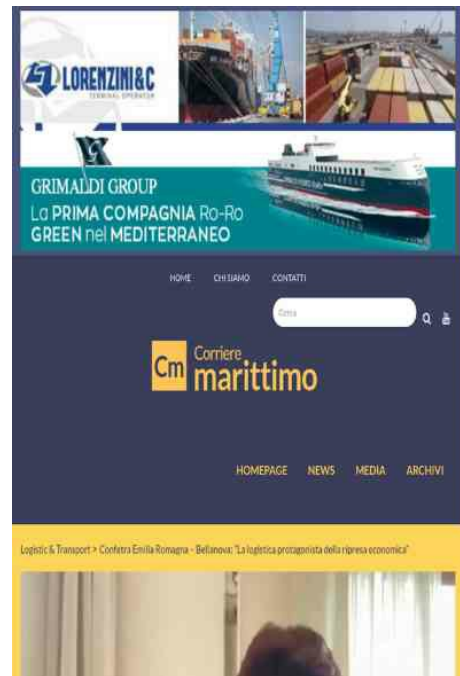 LORENZINI&C
TERMINAL OPERATOR
GRIMALDI GROUP
La PRIMA COMPAGNIA Ro-Ro
GREEN nel MEDITERRANEO
HOME CHI SIAMO CONTATTI
Cerca
Cm Corriere
marittimo
HOMEPAGE NEWS MEDIA ARCHIVI
Logistic & Transport > Confetra Emilia Romagna - Bellanova: "La logistica protagonista della ripresa economica"